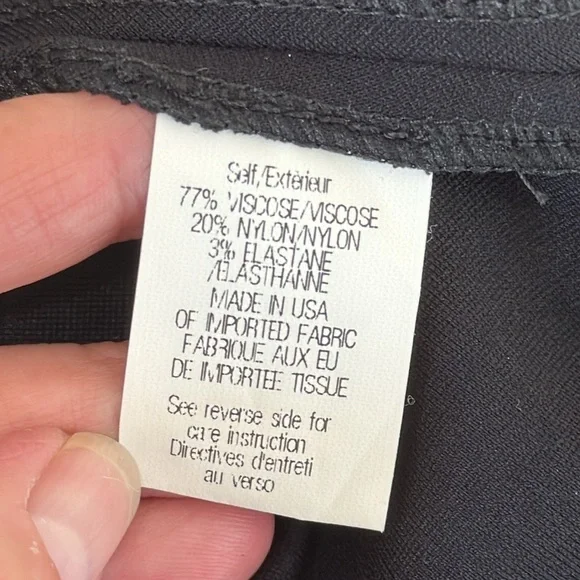 Self/Extérieur
77% VISCOSE/VISCOSE
20% NYLON/NYLON
3% ELASTANE
/ELASTHANNE
MADE IN USA
OF IMPORTED FABRIC
FABRIQUE AUX EU
DE IMPORTEE TISSUE
See reverse side for
care instruction
Directives d'entreti
au verso